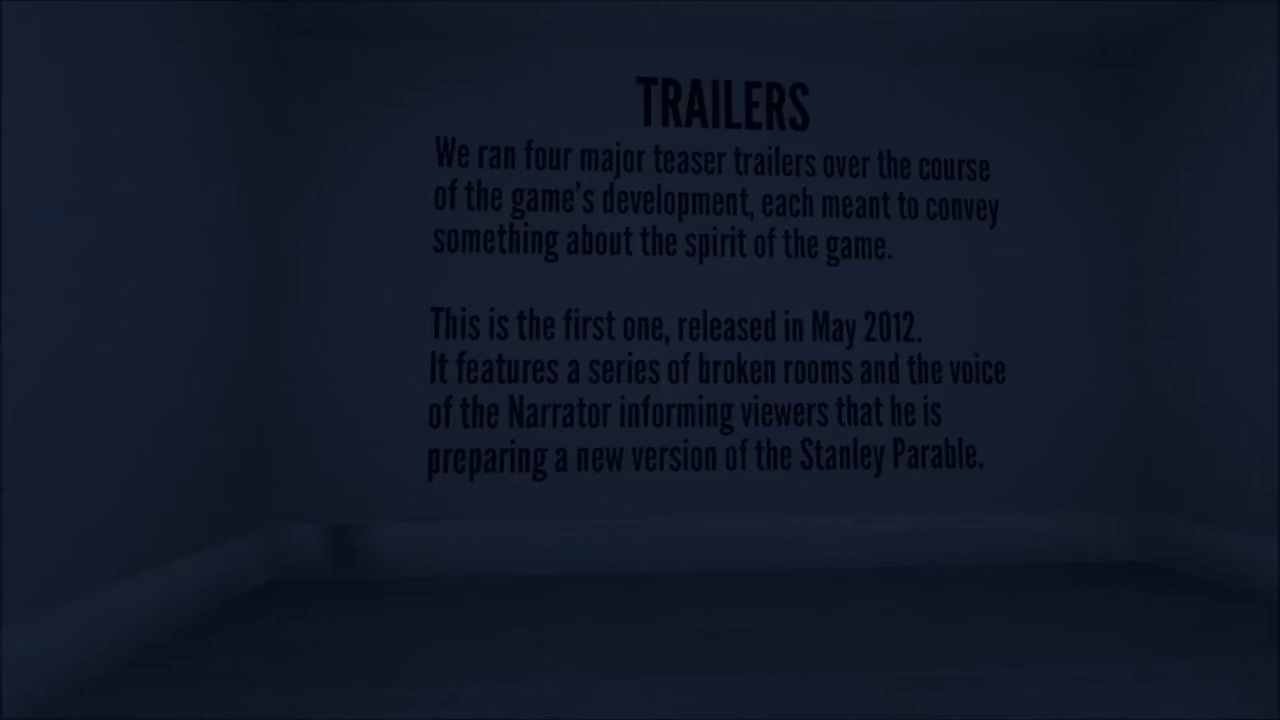 TRAILERS
We ran four major teaser trailers over the course
of the game's development, each meant to convey
something about the spirit of the game.
This is the first one, released in May 2012.
It features a series of broken rooms and the voice
of the Narrator informing viewers that he is
preparing a new version of the Stanley Parable.